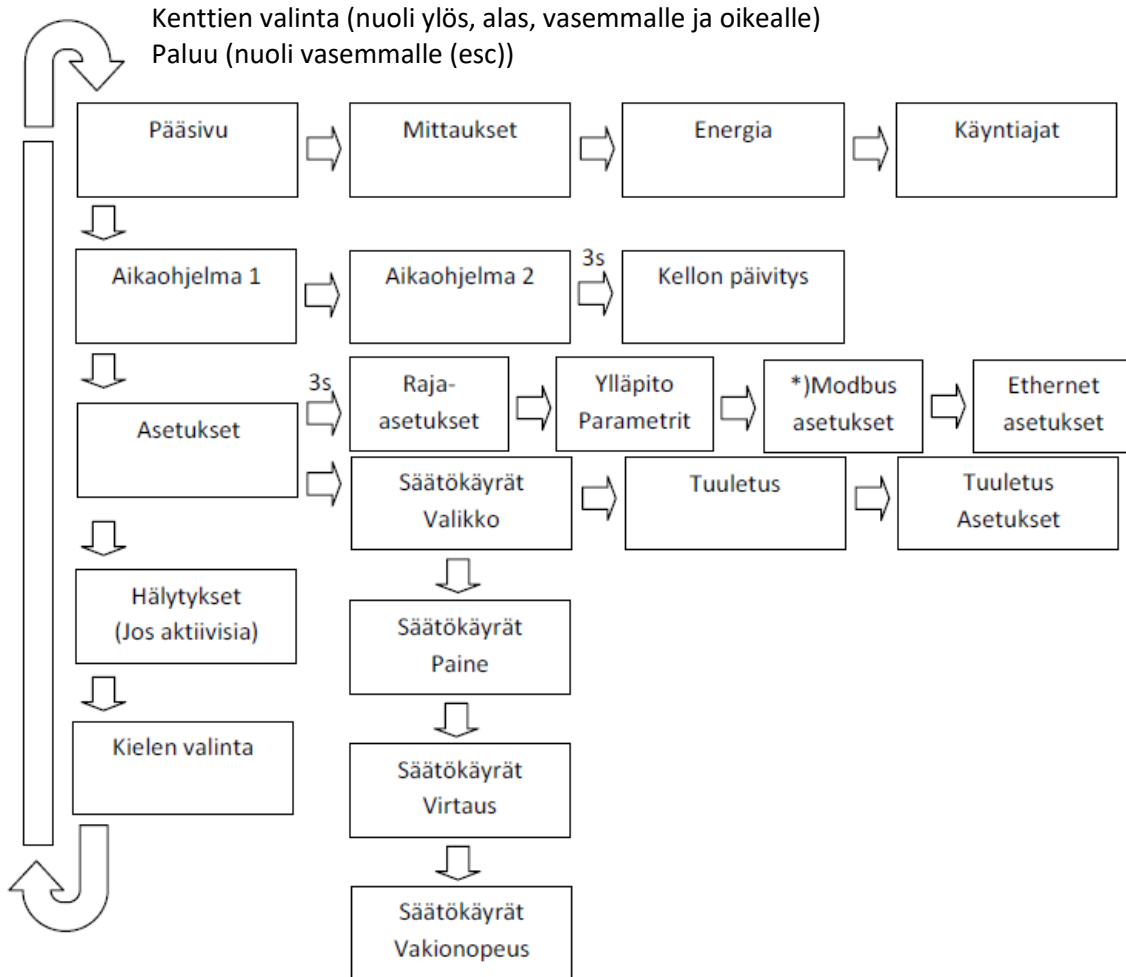 Kenttien valinta (nuoli ylös, alas, vasemmalle ja oikealle)
Paluu (nuoli vasemmalle (esc))
Pääsivu
Mittaukset
Energia
Käyntiajat
Aikaohjelma 1
Aikaohjelma 2
3s
Kellon päivitys
Asetukset
3s
Raja-
asetukset
Ylläpito
Parametrit
*)Modbus
asetukset
Ethernet
asetukset
Säätökäyrät
Valikko
Tuuletus
Tuuletus
Asetukset
Hälytykset
(Jos aktiivisia)
Säätökäyrät
Paine
Kielen valinta
Säätökäyrät
Virtaus
Säätökäyrät
Vakionopeus